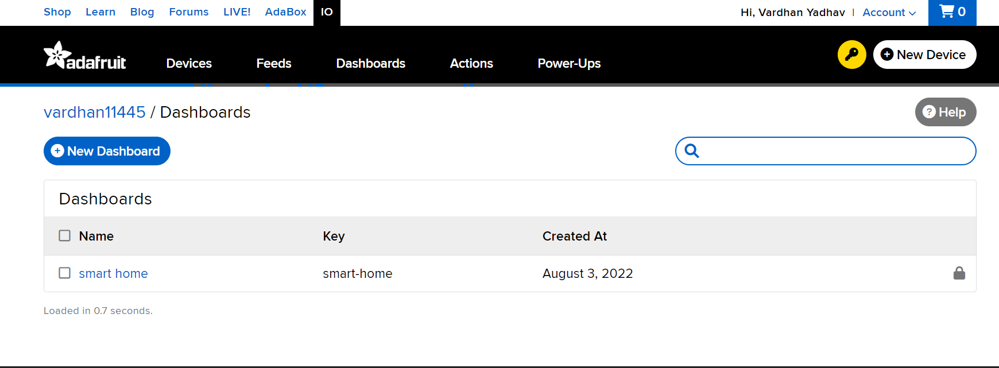 Shop Learn Blog Forums LIVE! AdaBox IO Hi, Vardhan Yadhav | Account 0
adafruit Devices Feeds Dashboards Actions Power-Ups New Device
vardhan11445 / Dashboards ? Help
+ New Dashboard
Dashboards
Name Key Created At
smart home smart-home August 3, 2022
Loaded in 0.7 seconds.